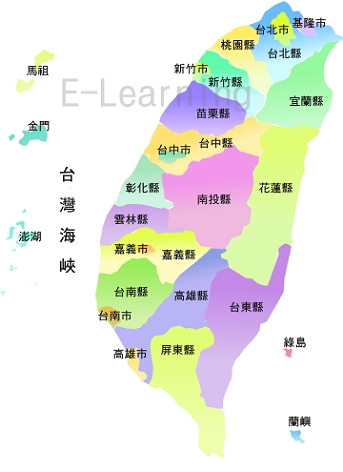 基隆市
台北市
桃園縣
台北縣
馬祖
新竹市
新竹縣
E-Learning
宜蘭縣
苗栗縣
金門
台中縣
台中市
台灣海峽
彰化縣
南投縣
花蓮縣
雲林縣
澎湖
嘉義市
嘉義縣
台南縣
高雄縣
台東縣
台南市
綠島
高雄市
屏東縣
蘭嶼